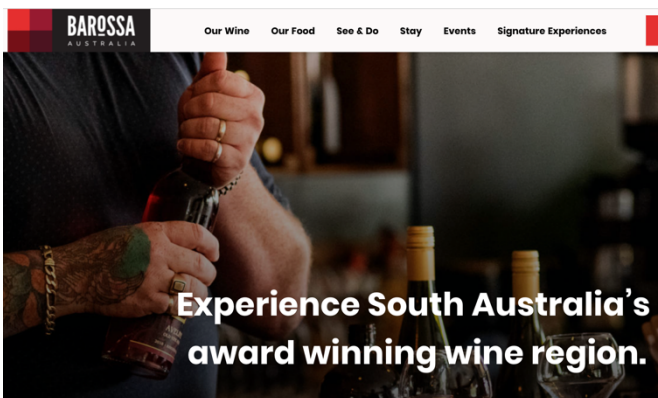 BAROSSA
AUSTRALIA
Our Wine Our Food See & Do Stay Events Signature Experiences
Experience South Australia’s
award winning wine region.